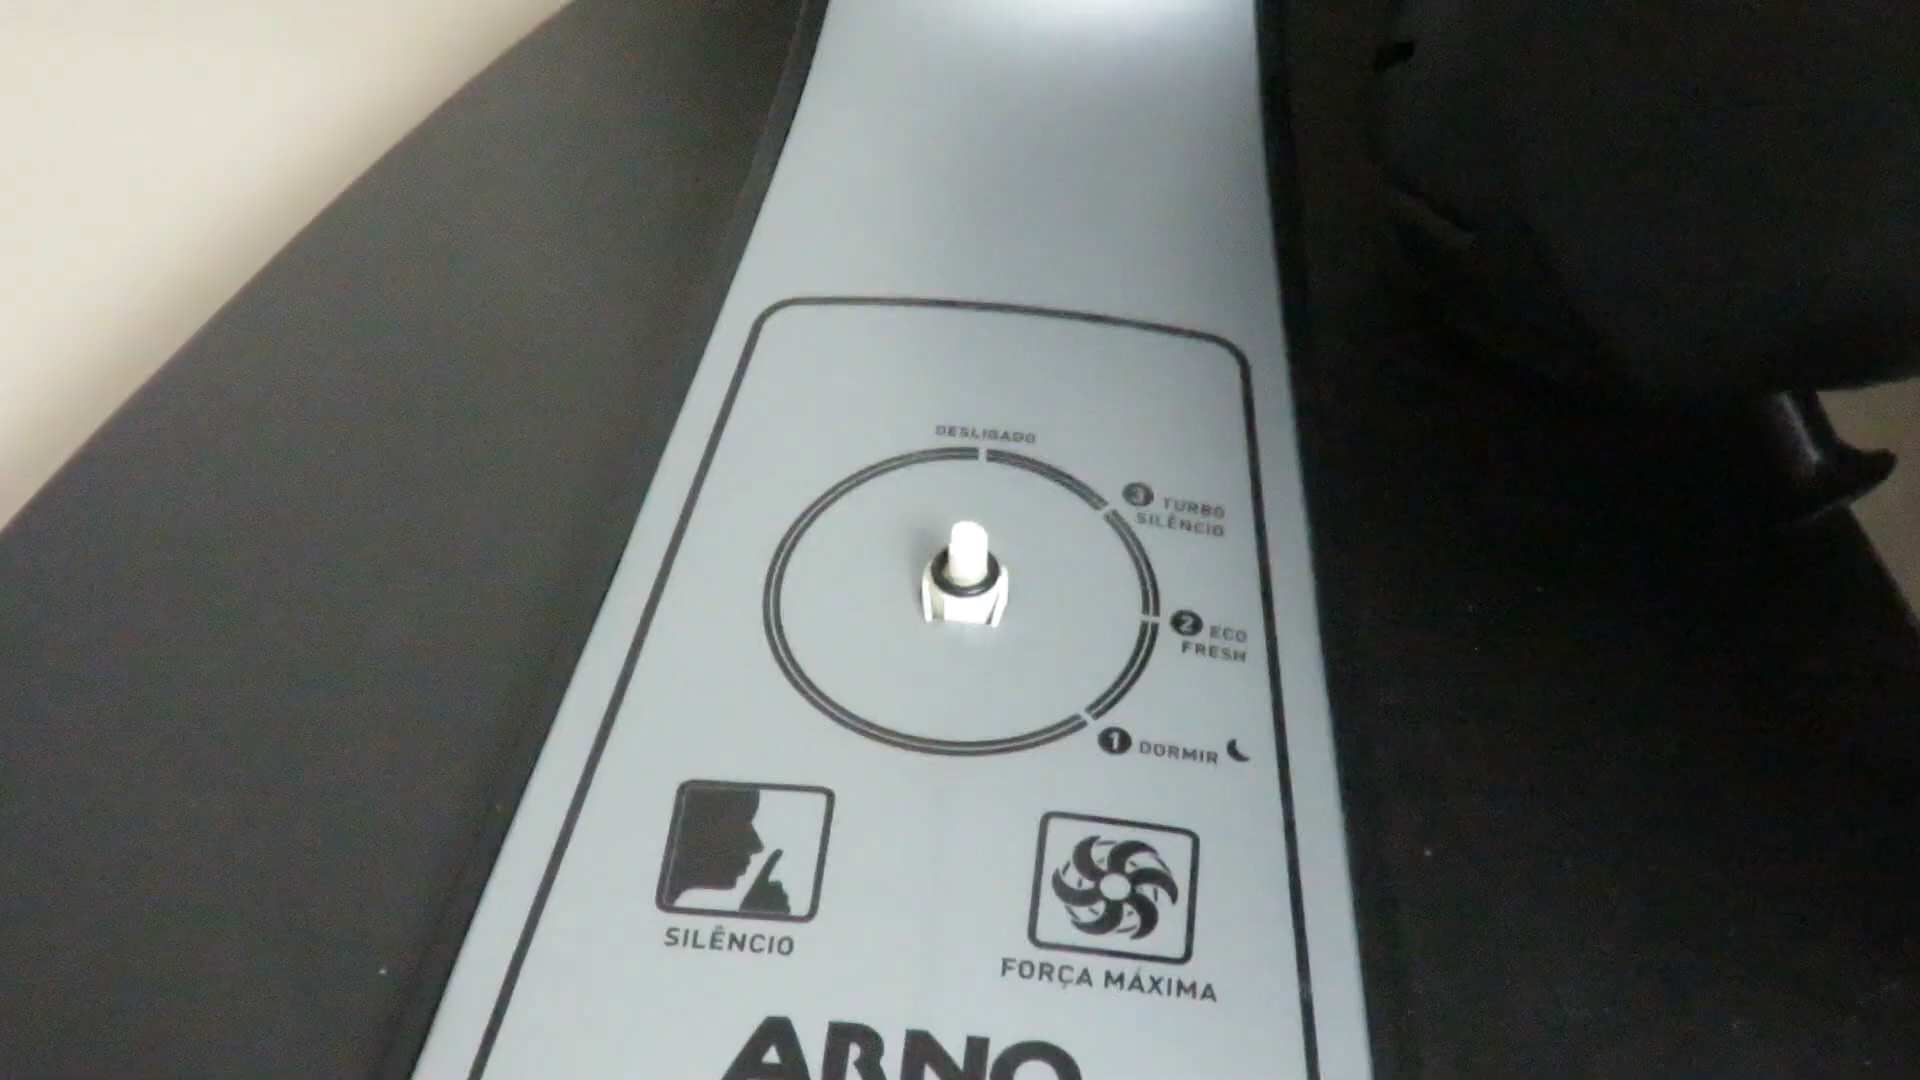 DESLIGADO
3 TURBO
SILÊNCIO
2 ECO
FRESH
1 DORMIR
SILÊNCIO
FORÇA MÁXIMA
ARNO